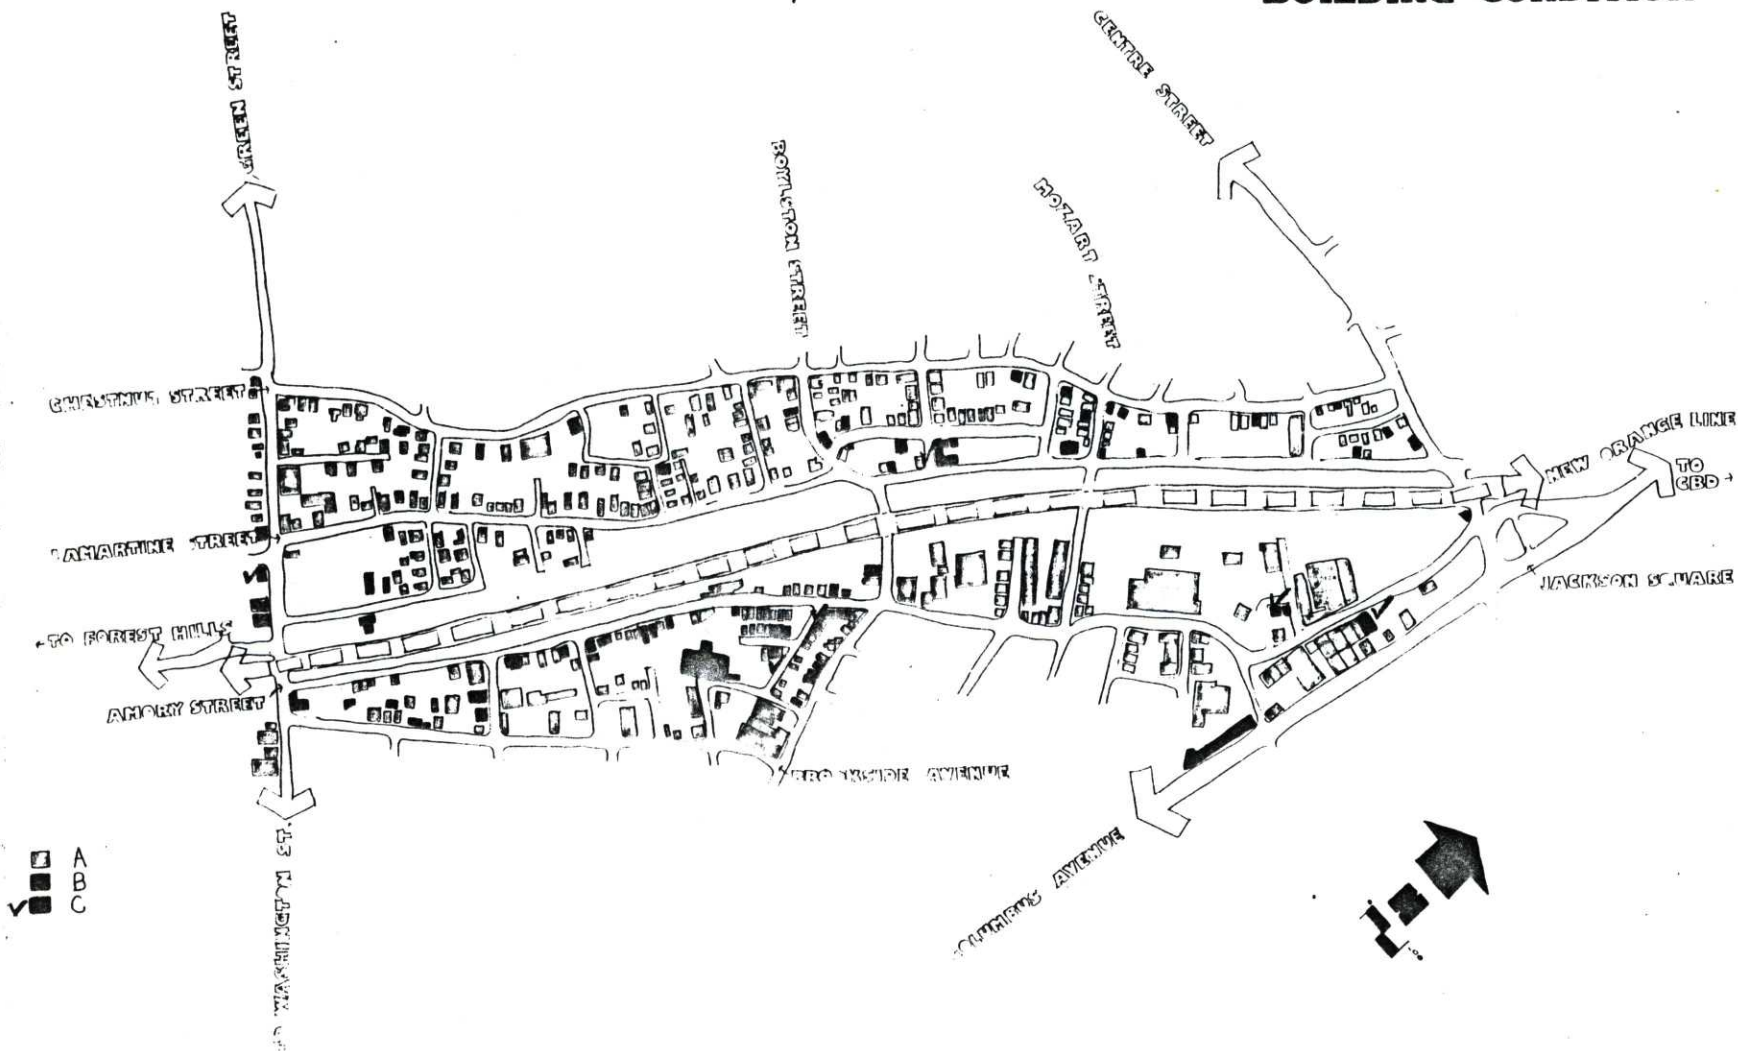 BUILDING CONDITION
GREEN STREET
CENTRE STREET
BOYLSTON STREET
MOZART STREET
CHESTNUT STREET
NEW ORANGE LINE
TO
CBD →
LAMARTINE STREET
JACKSON SQUARE
← TO FOREST HILLS
AMORY STREET
BROOKSIDE AVENUE
COLUMBUS AVENUE
A
B
✓ C
TO WASHINGTON ST.